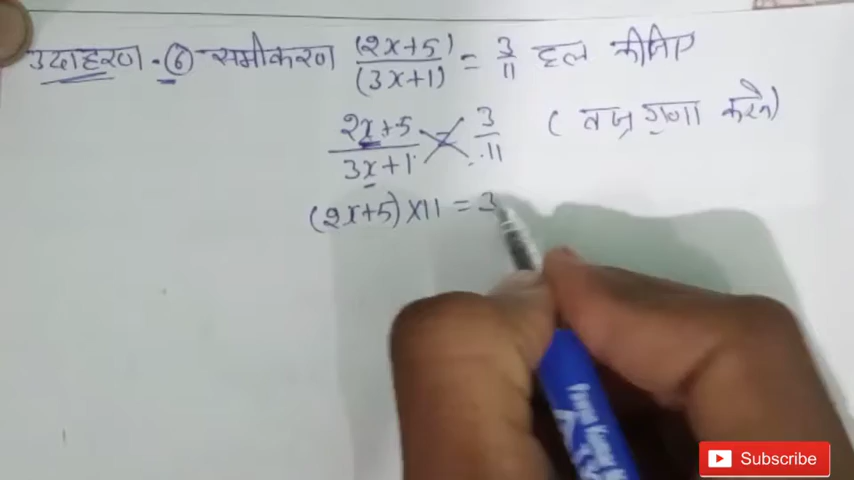 उदाहरण.⑥ समीकरण (2x+5)/(3x+1) = 3/11 हल कीजिए
(2x+5)/(3x+1) = 3/11 (वज्र गुणा करने)
(2x+5)×11 = 3
Subscribe